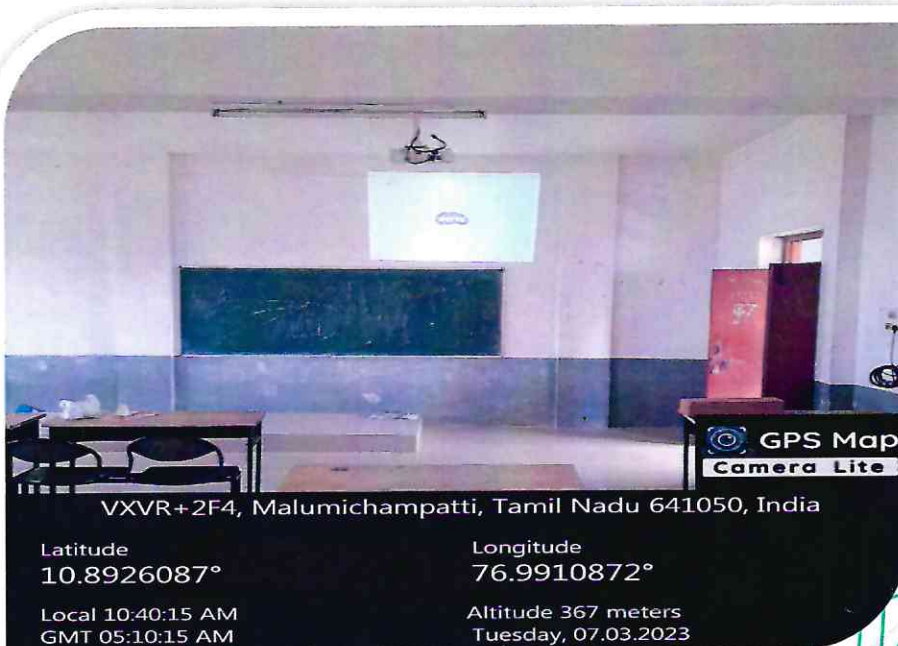 GPS Map
Camera Lite
VXVR+2F4, Malumichampatti, Tamil Nadu 641050, India
Latitude
10.8926087°
Longitude
76.9910872°
Local 10:40:15 AM
GMT 05:10:15 AM
Altitude 367 meters
Tuesday, 07.03.2023